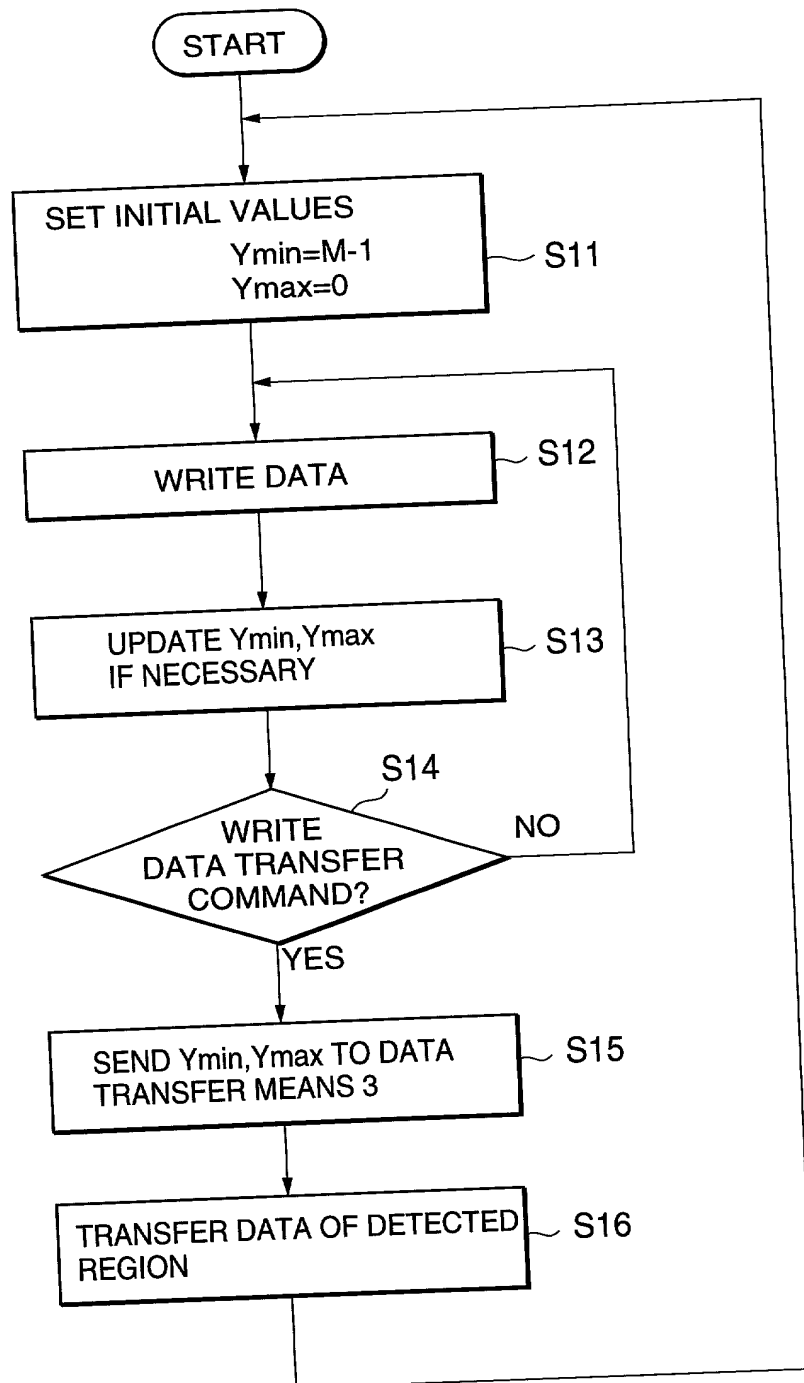 START
SET INITIAL VALUES
Ymin=M-1
Ymax=0
S11
WRITE DATA
S12
UPDATE Ymin,Ymax
IF NECESSARY
S13
S14
WRITE
DATA TRANSFER
COMMAND?
NO
YES
SEND Ymin,Ymax TO DATA
TRANSFER MEANS 3
S15
TRANSFER DATA OF DETECTED
REGION
S16